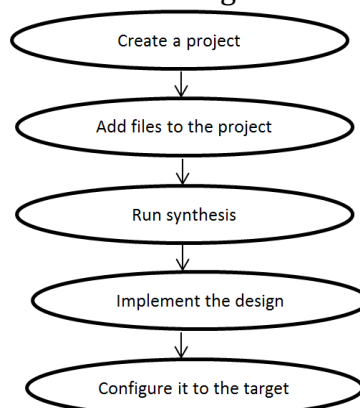 Create a project
Add files to the project
Run synthesis
Implement the design
Configure it to the target